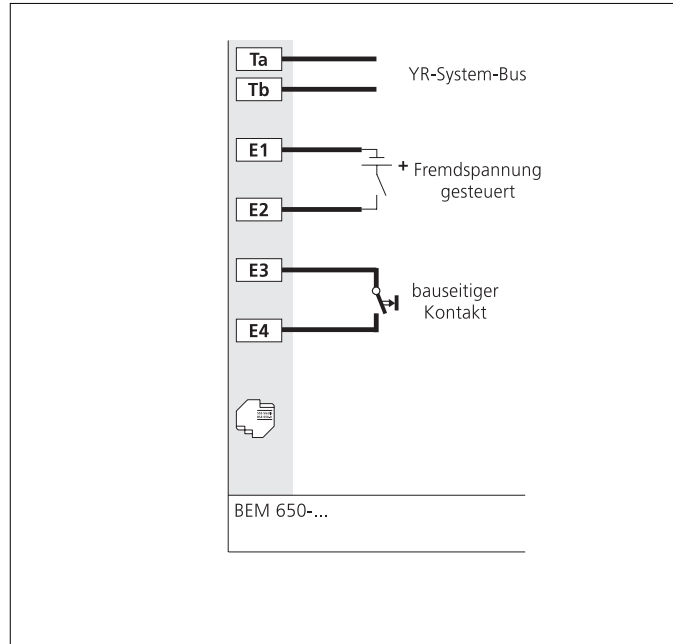 Ta
YR-System-Bus
Tb
E1
+ Fremdspannung
gesteuert
E2
E3
bauseitiger
Kontakt
E4
BEM 650-...